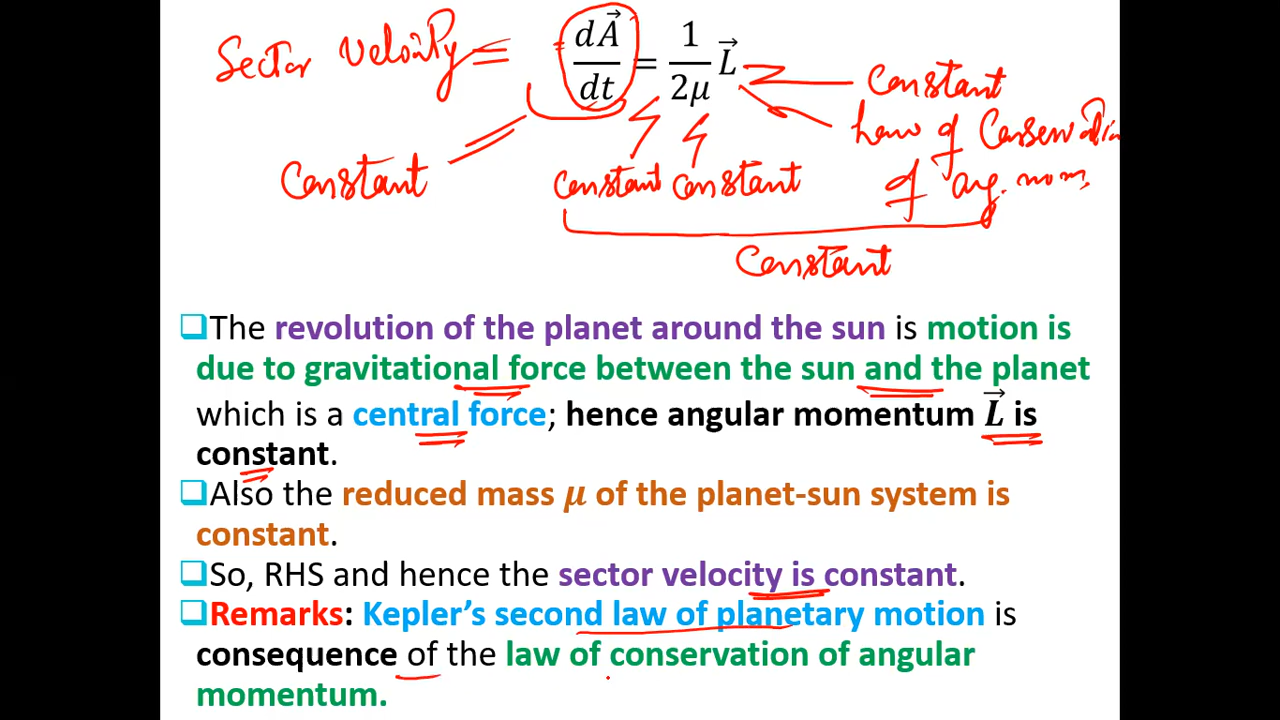 Sector Velocity = dA⃗/dt = 1/2μ L⃗
Constant
Law of Conservation
of ang. mom.
Constant
Constant Constant
Constant
❑The revolution of the planet around the sun is motion is
due to gravitational force between the sun and the planet
which is a central force; hence angular momentum L⃗ is
constant.
❑Also the reduced mass μ of the planet-sun system is
constant.
❑So, RHS and hence the sector velocity is constant.
❑Remarks: Kepler's second law of planetary motion is
consequence of the law of conservation of angular
momentum.